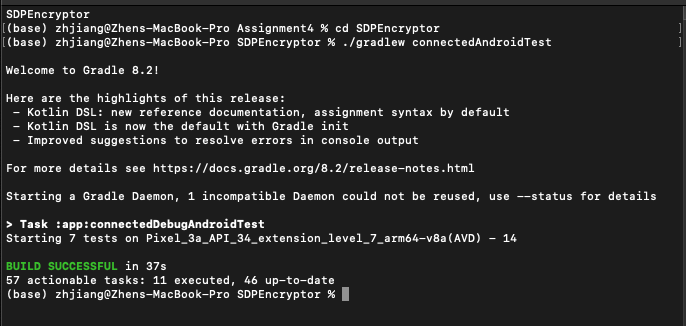 SDPEncryptor
[(base) zhjiang@Zhens-MacBook-Pro Assignment4 % cd SDPEncryptor ]
[(base) zhjiang@Zhens-MacBook-Pro SDPEncryptor % ./gradlew connectedAndroidTest ]
Welcome to Gradle 8.2!
Here are the highlights of this release:
- Kotlin DSL: new reference documentation, assignment syntax by default
- Kotlin DSL is now the default with Gradle init
- Improved suggestions to resolve errors in console output
For more details see https://docs.gradle.org/8.2/release-notes.html
Starting a Gradle Daemon, 1 incompatible Daemon could not be reused, use --status for details
> Task :app:connectedDebugAndroidTest
Starting 7 tests on Pixel_3a_API_34_extension_level_7_arm64-v8a(AVD) - 14
BUILD SUCCESSFUL in 37s
57 actionable tasks: 11 executed, 46 up-to-date
(base) zhjiang@Zhens-MacBook-Pro SDPEncryptor %